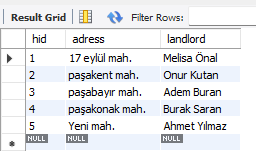 Result Grid Filter Rows:
hid adress landlord
1 17 eylül mah. Melisa Önal
2 paşakent mah. Onur Kutan
3 paşabayır mah. Adem Buran
4 paşakonak mah. Burak Saran
5 Yeni mah. Ahmet Yılmaz
NULL NULL NULL